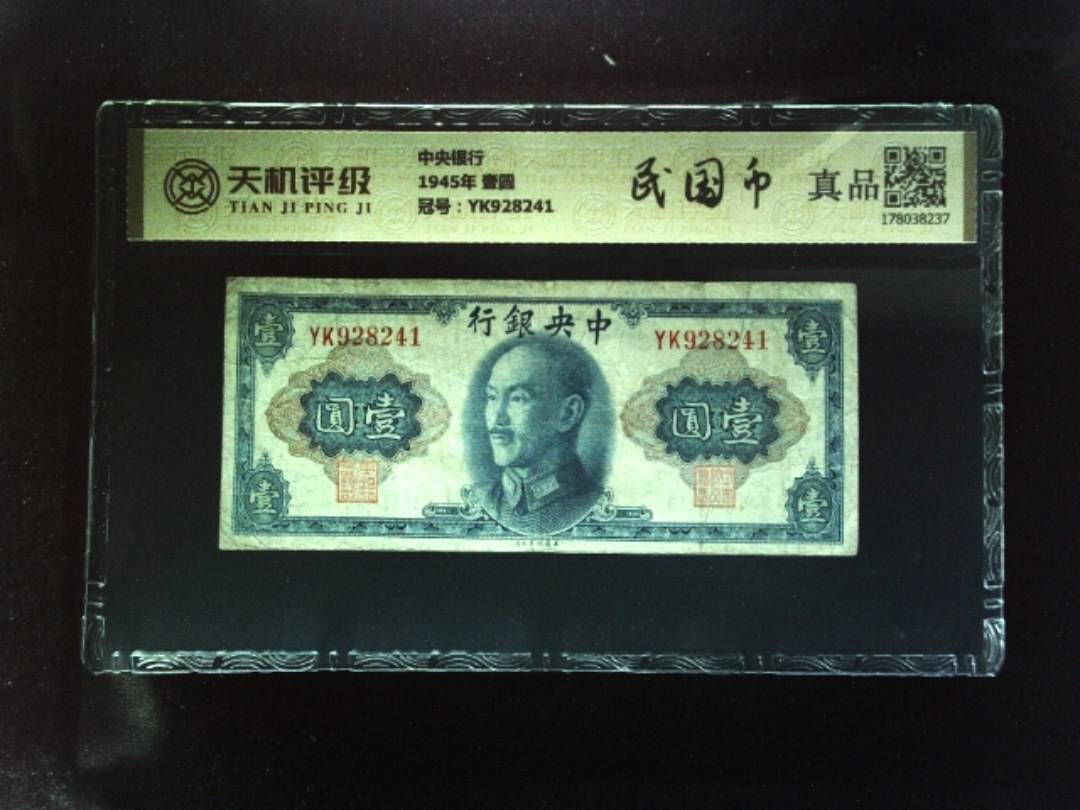 天机评级
TIAN JI PING JI
中央银行
1945年 壹圆
冠号：YK928241
民国币
真品
178038237
行銀央中
YK928241
YK928241
壹
壹
圓壹
圓壹
壹
壹